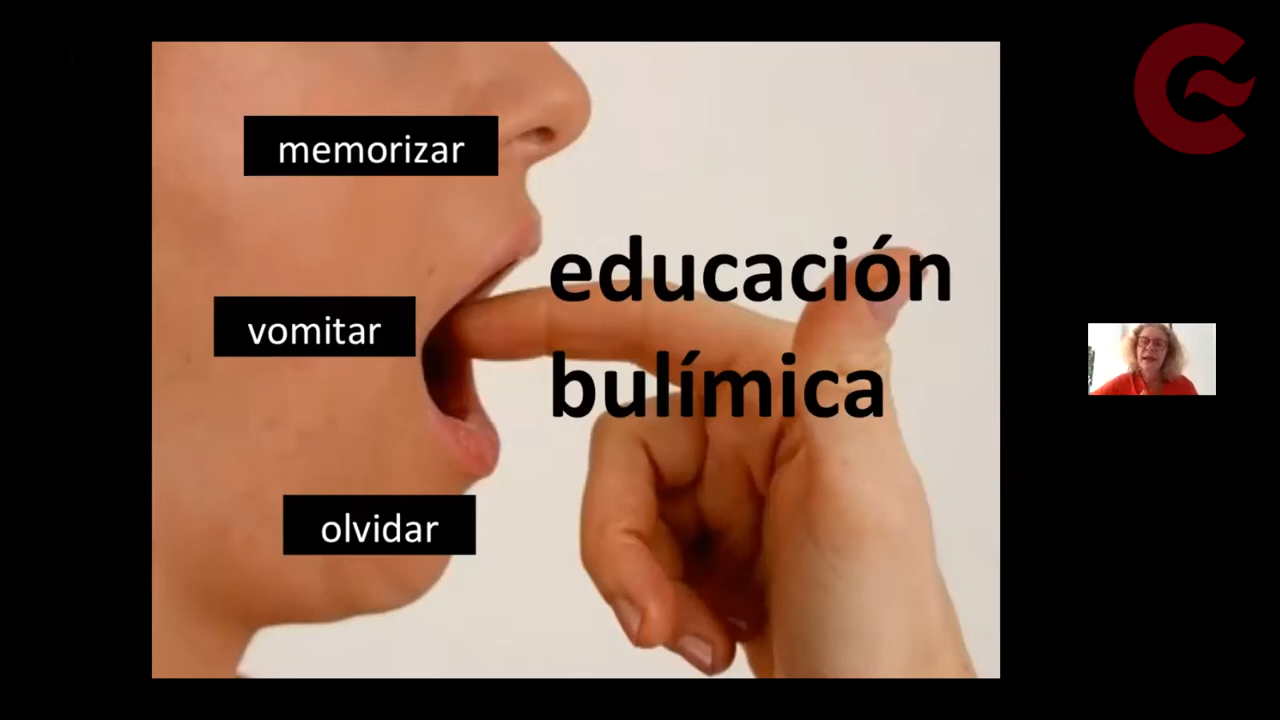 memorizar
educación
vomitar
bulímica
olvidar